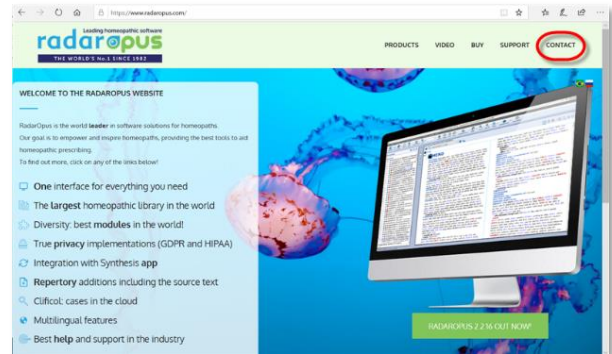 https://www.radaropus.com/
Leading homeopathic software
radaropus
THE WORLD'S No.1 SINCE 1982
PRODUCTS VIDEO BUY SUPPORT CONTACT
WELCOME TO THE RADAROPUS WEBSITE
RadarOpus is the world leader in software solutions for homeopaths.
Our goal is to empower and inspire homeopaths, providing the best tools to aid
homeopathic prescribing.
To find out more, click on any of the links below!
One interface for everything you need
The largest homeopathic library in the world
Diversity: best modules in the world!
True privacy implementations (GDPR and HIPAA)
Integration with Synthesis app
Repertory additions including the source text
Clificol: cases in the cloud
Multilingual features
Best help and support in the industry
RADAROPUS 2.2.16 OUT NOW!